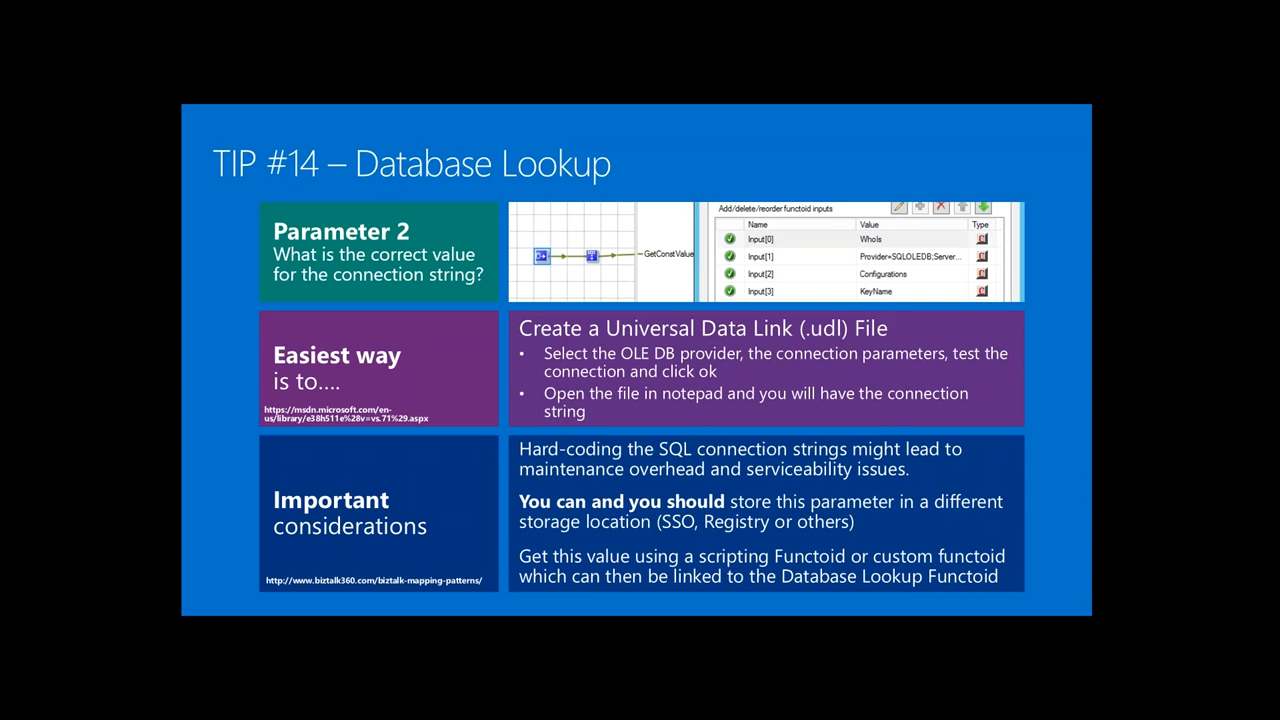 TIP #14 – Database Lookup
Parameter 2
What is the correct value
for the connection string?
GetConstValue
Add/delete/reorder functoid inputs
Name Value Type
Input[0] WhoIs
Input[1] Provider=SQLOLEDB;Server...
Input[2] Configurations
Input[3] KeyName
Easiest way
is to....
https://msdn.microsoft.com/en-
us/library/e38h511e%28v=vs.71%29.aspx
Create a Universal Data Link (.udl) File
• Select the OLE DB provider, the connection parameters, test the
connection and click ok
• Open the file in notepad and you will have the connection
string
Important
considerations
http://www.biztalk360.com/biztalk-mapping-patterns/
Hard-coding the SQL connection strings might lead to
maintenance overhead and serviceability issues.
You can and you should store this parameter in a different
storage location (SSO, Registry or others)
Get this value using a scripting Functoid or custom functoid
which can then be linked to the Database Lookup Functoid